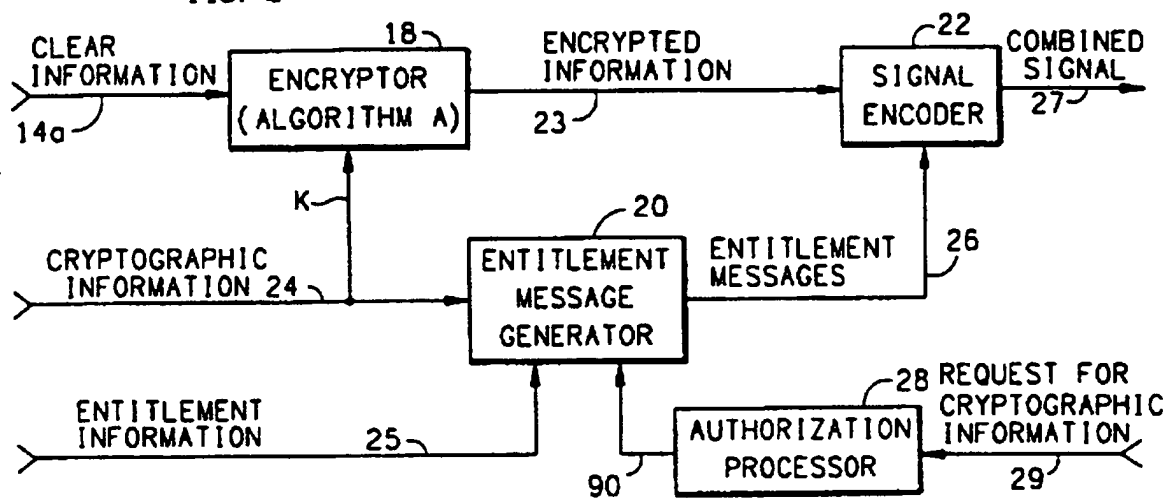 CLEAR
INFORMATION
14a
18
ENCRYPTOR
(ALGORITHM A)
ENCRYPTED
INFORMATION
23
22
SIGNAL
ENCODER
COMBINED
SIGNAL
27
K
CRYPTOGRAPHIC
INFORMATION 24
20
ENTITLEMENT
MESSAGE
GENERATOR
ENTITLEMENT
MESSAGES
26
ENTITLEMENT
INFORMATION
25
90
28
AUTHORIZATION
PROCESSOR
REQUEST FOR
CRYPTOGRAPHIC
INFORMATION
29